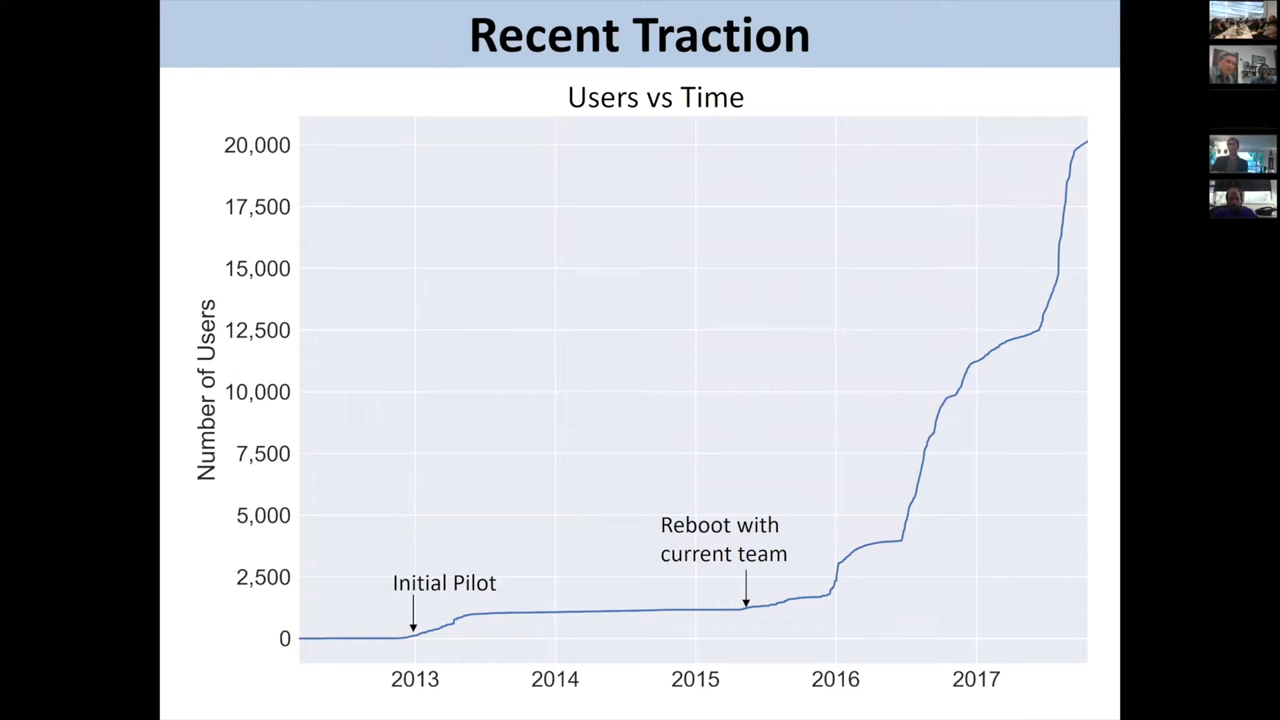 Recent Traction
Users vs Time
20,000
17,500
15,000
12,500
10,000
7,500
5,000
2,500
0
Number of Users
Initial Pilot
Reboot with
current team
2013
2014
2015
2016
2017